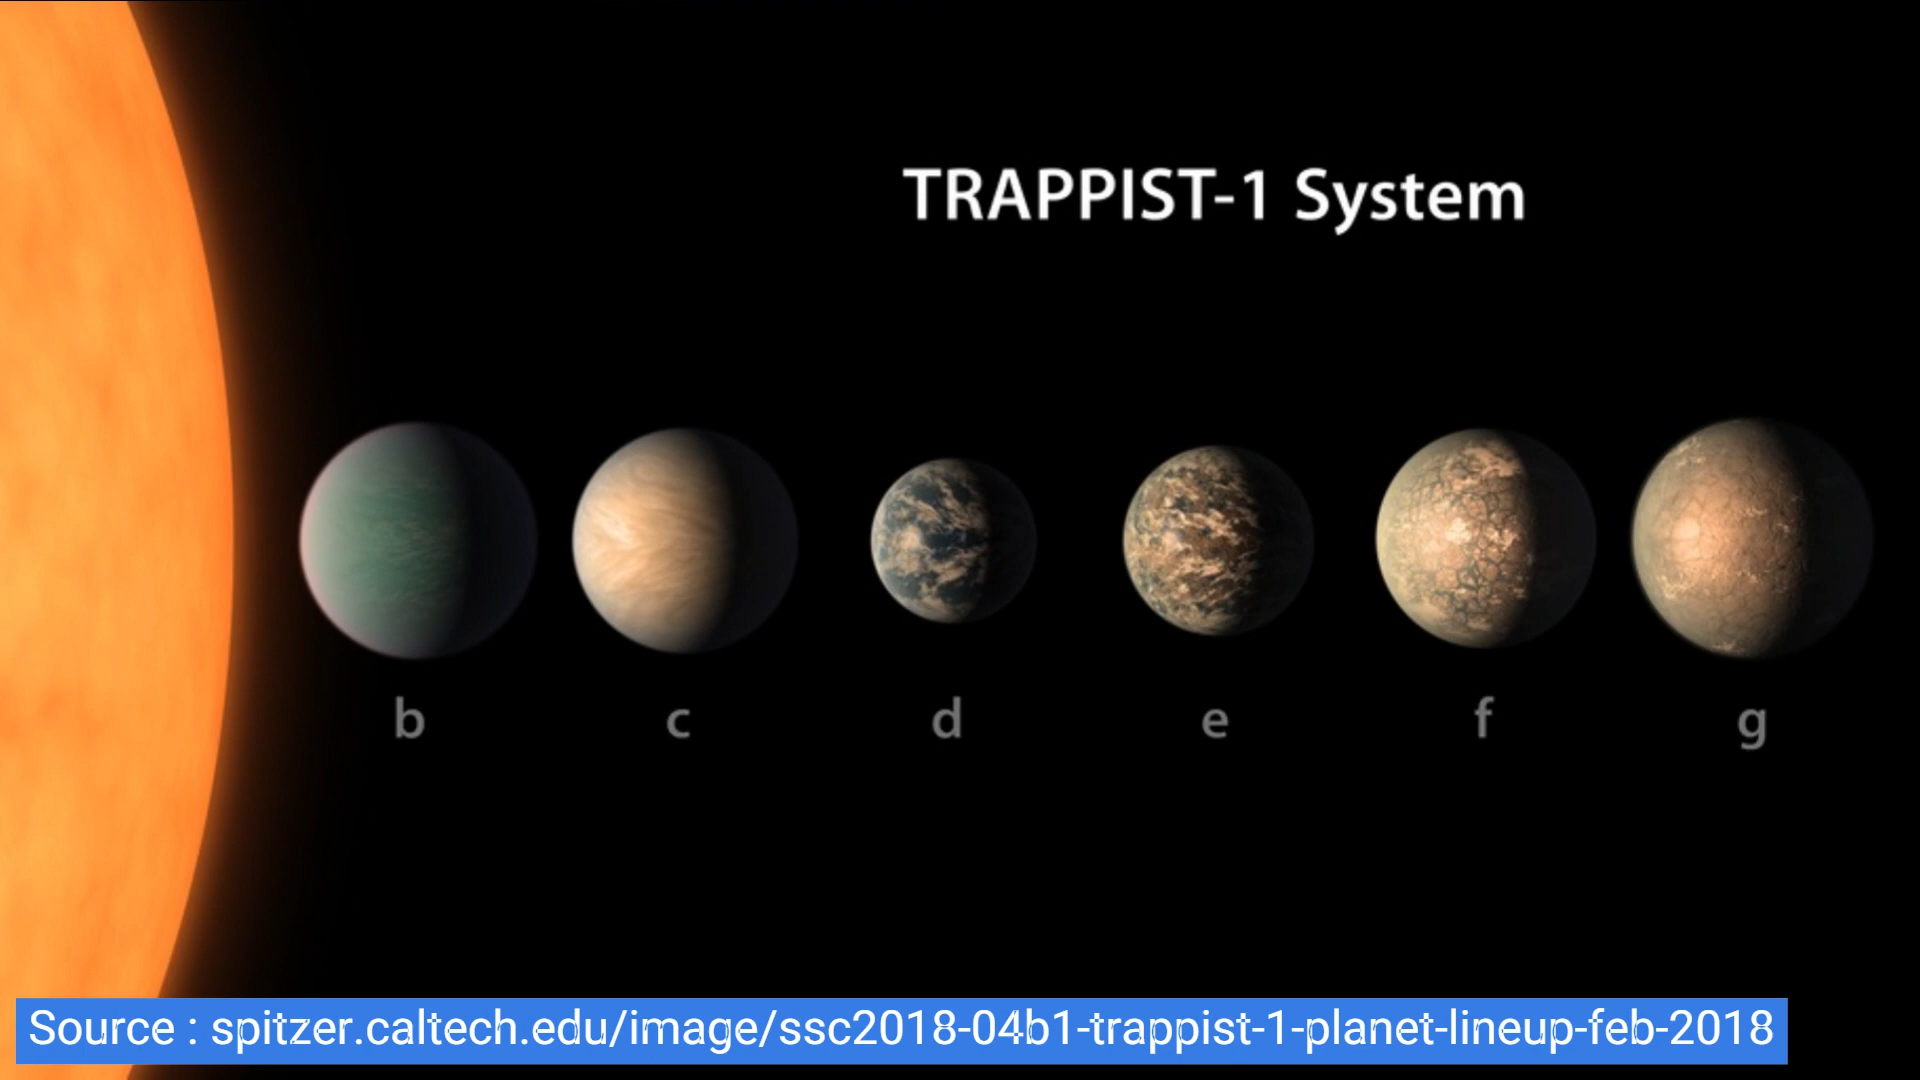 TRAPPIST-1 System
b c d e f g
Source : spitzer.caltech.edu/image/ssc2018-04b1-trappist-1-planet-lineup-feb-2018